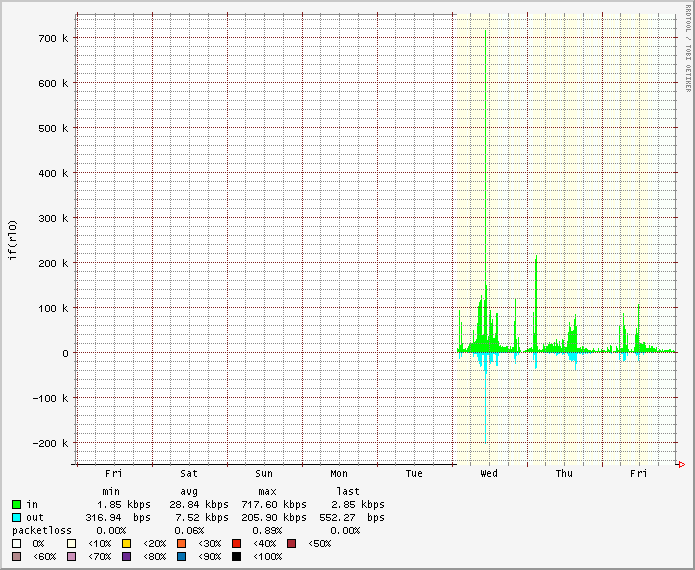 RRDTOOL / TOBI OETIKER
700 k
600 k
500 k
400 k
300 k
200 k
100 k
0
-100 k
-200 k
if(rl0)
Fri Sat Sun Mon Tue Wed Thu Fri
min avg max last
in 1.85 kbps 28.84 kbps 717.60 kbps 2.85 kbps
out 316.94 bps 7.52 kbps 205.90 kbps 552.27 bps
packetloss 0.00% 0.06% 0.89% 0.00%
0% <10% <20% <30% <40% <50%
<60% <70% <80% <90% <100%